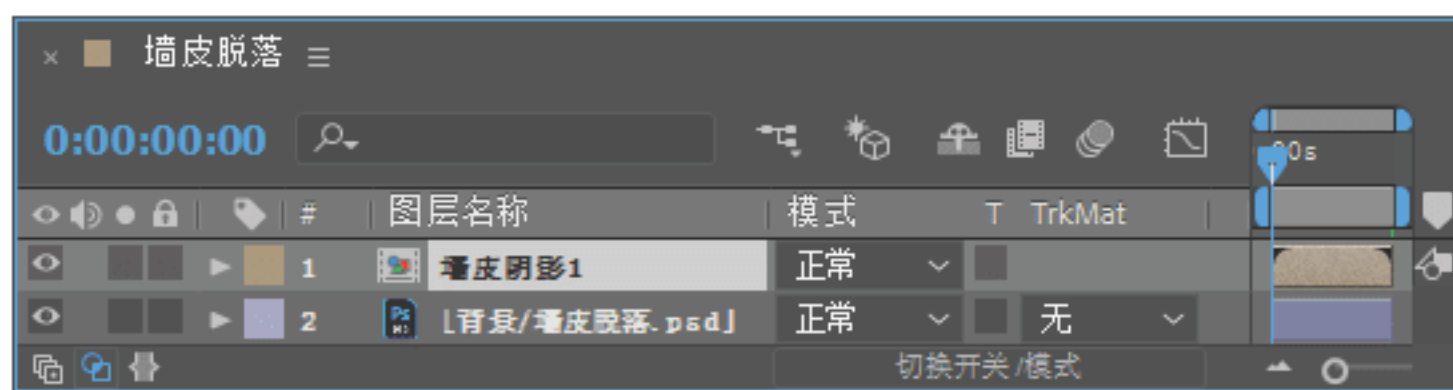 墙皮脱落
0:00:00:00
00s
# 图层名称 模式 T TrkMat
1 墙皮阴影1 正常
2 [背景/墙皮脱落.psd] 正常 无
切换开关/模式